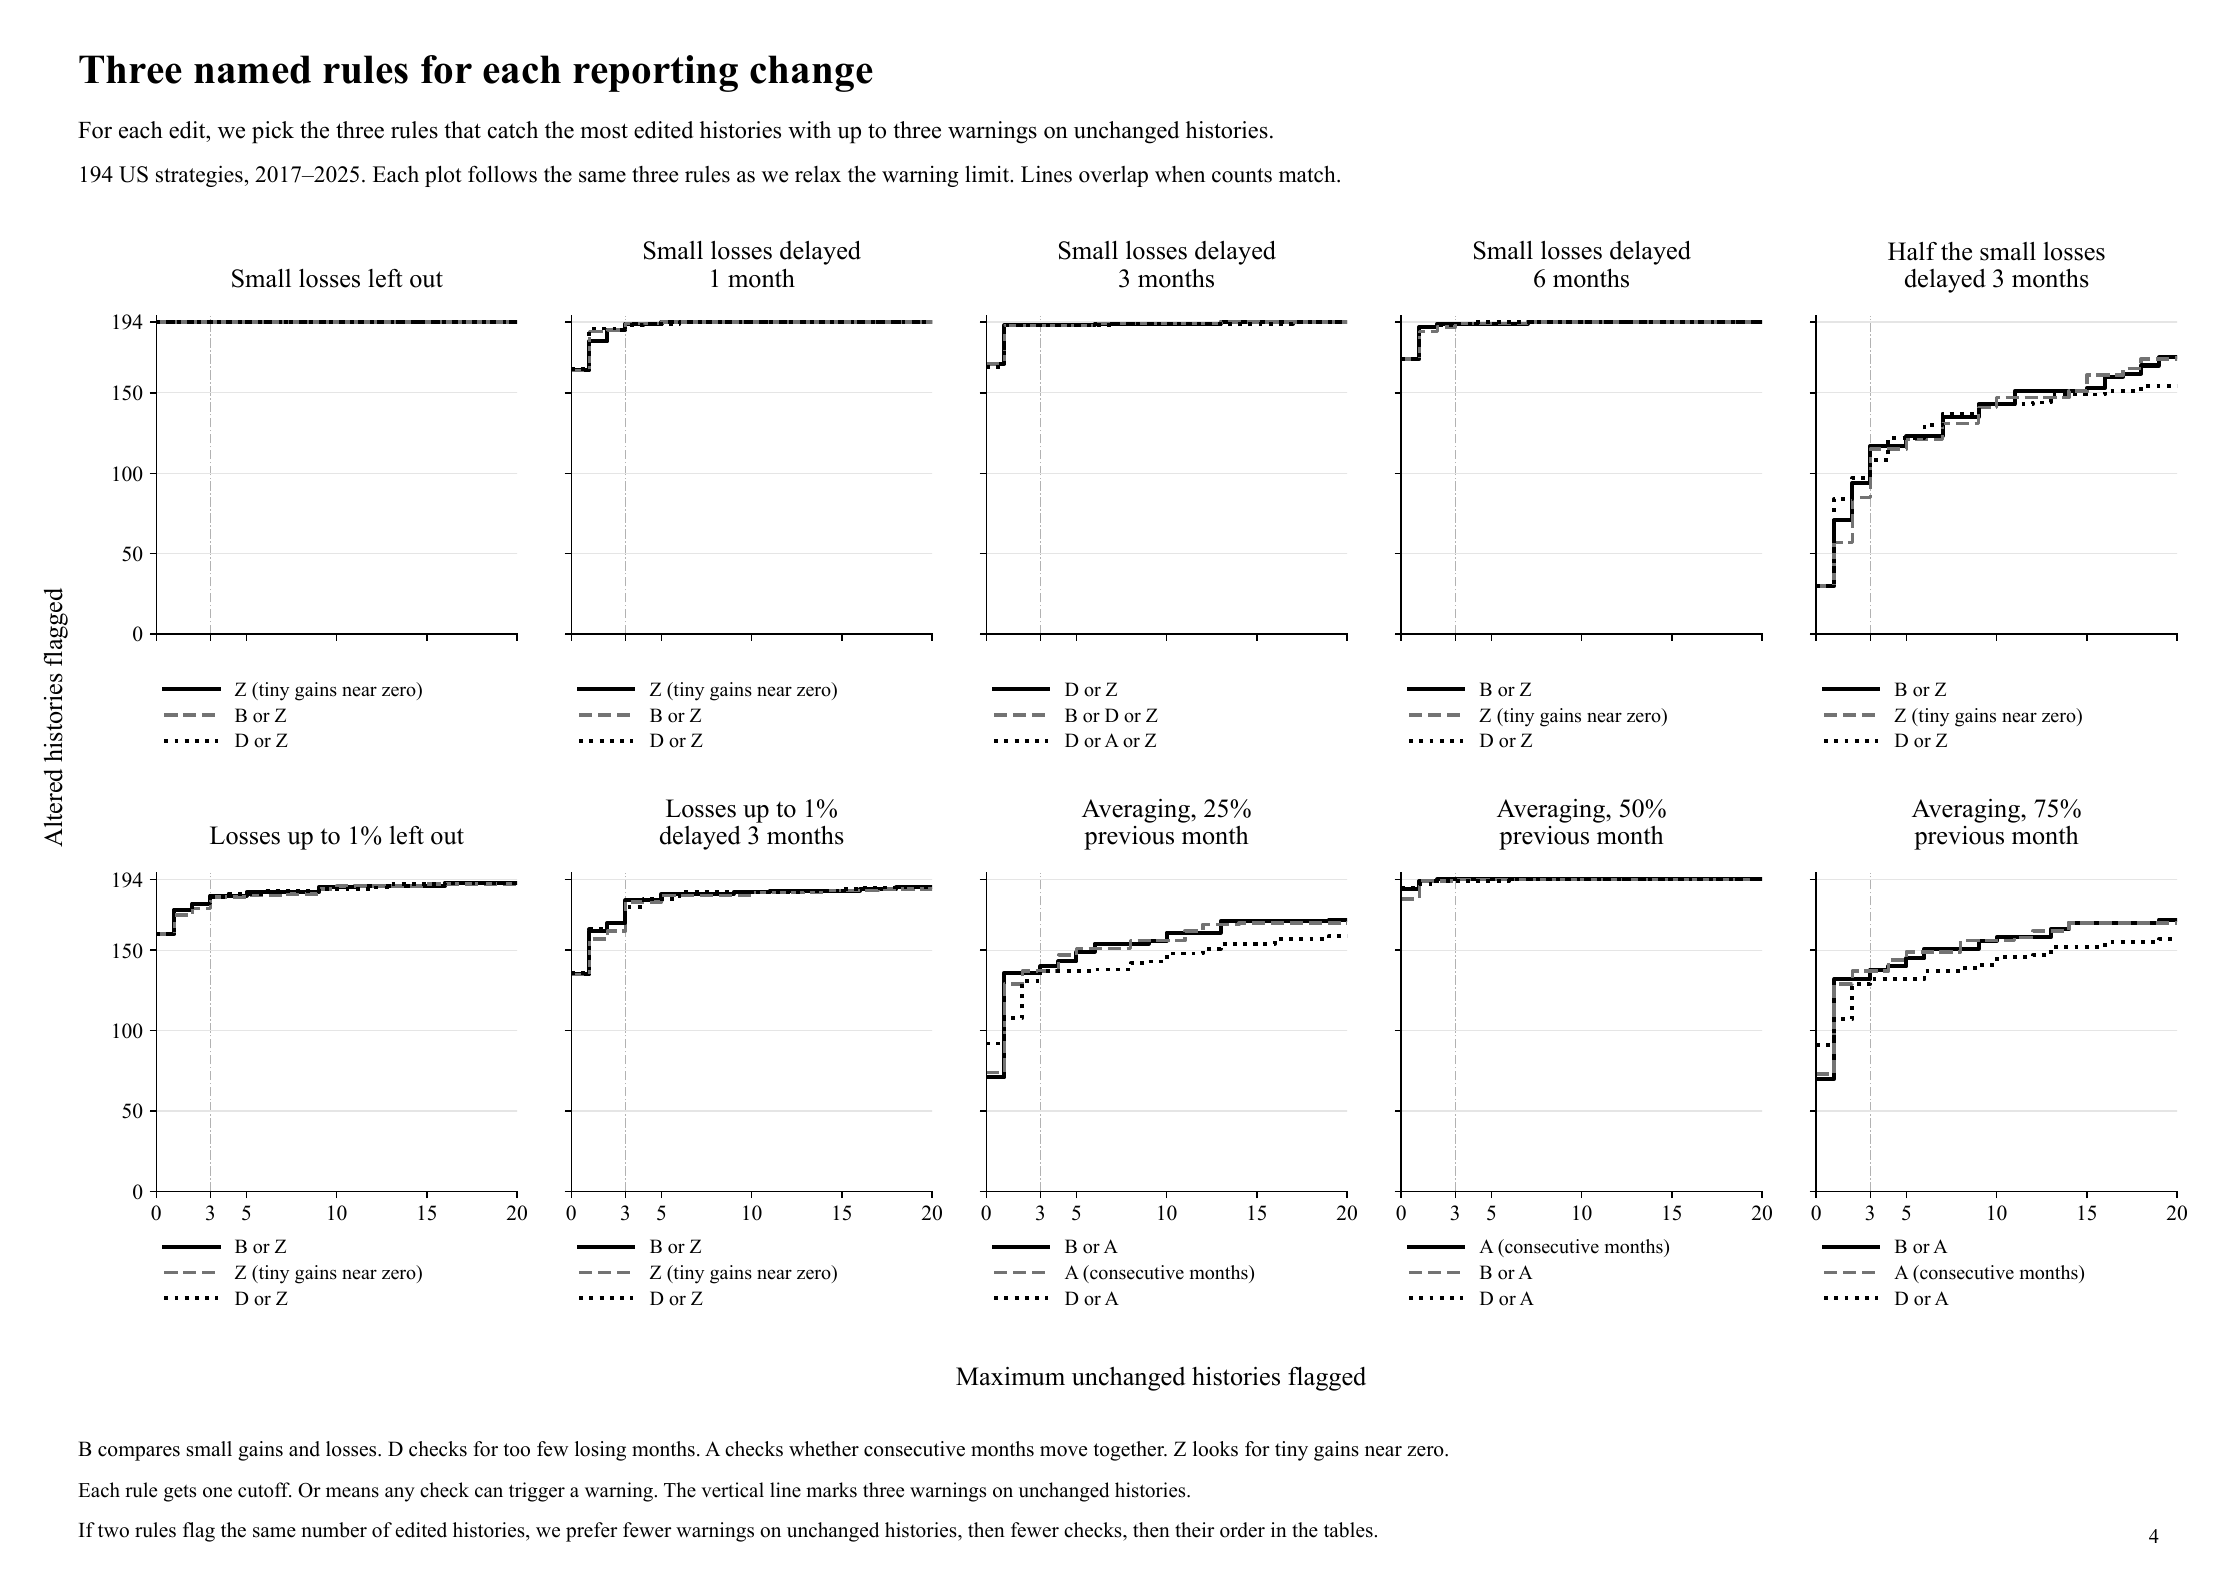 Three named rules for each reporting change
For each edit, we pick the three rules that catch the most edited histories with up to three warnings on unchanged histories.
194 US strategies, 2017–2025. Each plot follows the same three rules as we relax the warning limit. Lines overlap when counts match.
Altered histories flagged
Small losses left out
194
150
100
50
0
Z (tiny gains near zero)
B or Z
D or Z
Small losses delayed
1 month
Z (tiny gains near zero)
B or Z
D or Z
Small losses delayed
3 months
D or Z
B or D or Z
D or A or Z
Small losses delayed
6 months
B or Z
Z (tiny gains near zero)
D or Z
Half the small losses
delayed 3 months
B or Z
Z (tiny gains near zero)
D or Z
Losses up to 1% left out
194
150
100
50
0
0 3 5 10 15 20
B or Z
Z (tiny gains near zero)
D or Z
Losses up to 1%
delayed 3 months
0 3 5 10 15 20
B or Z
Z (tiny gains near zero)
D or Z
Averaging, 25%
previous month
0 3 5 10 15 20
B or A
A (consecutive months)
D or A
Averaging, 50%
previous month
0 3 5 10 15 20
A (consecutive months)
B or A
D or A
Averaging, 75%
previous month
0 3 5 10 15 20
B or A
A (consecutive months)
D or A
Maximum unchanged histories flagged
B compares small gains and losses. D checks for too few losing months. A checks whether consecutive months move together. Z looks for tiny gains near zero.
Each rule gets one cutoff. Or means any check can trigger a warning. The vertical line marks three warnings on unchanged histories.
If two rules flag the same number of edited histories, we prefer fewer warnings on unchanged histories, then fewer checks, then their order in the tables.
4